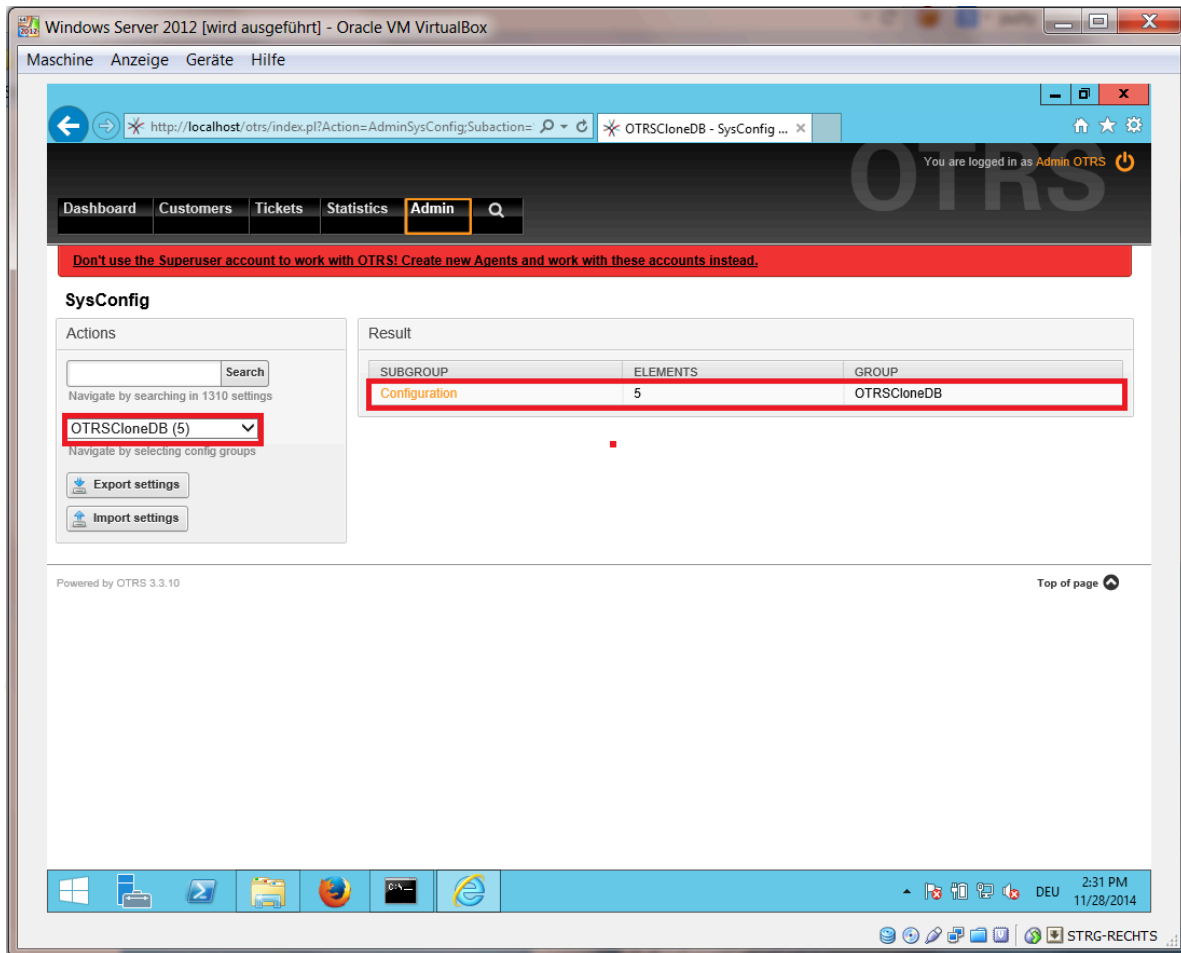 Windows Server 2012 [wird ausgeführt] - Oracle VM VirtualBox
Maschine Anzeige Geräte Hilfe
http://localhost/otrs/index.pl?Action=AdminSysConfig;Subaction=
OTRSCloneDB - SysConfig ...
OTRS
You are logged in as Admin OTRS
Dashboard Customers Tickets Statistics Admin
Don't use the Superuser account to work with OTRS! Create new Agents and work with these accounts instead.
SysConfig
Actions
Search
Navigate by searching in 1310 settings
OTRSCloneDB (5)
Navigate by selecting config groups
Export settings
Import settings
Result
SUBGROUP ELEMENTS GROUP
Configuration 5 OTRSCloneDB
Powered by OTRS 3.3.10
Top of page
DEU
2:31 PM
11/28/2014
STRG-RECHTS